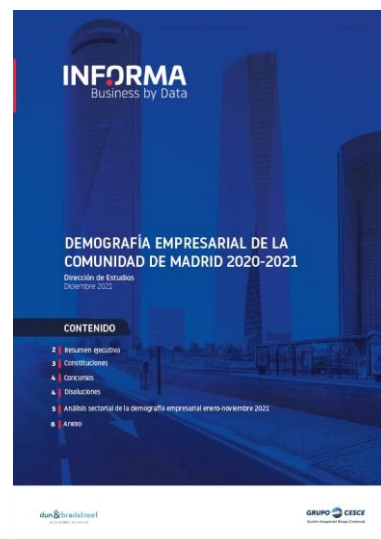 INFORMA
Business by Data
DEMOGRAFÍA EMPRESARIAL DE LA
COMUNIDAD DE MADRID 2020-2021
Dirección de Estudios
Diciembre 2021
CONTENIDO
2 Resumen ejecutivo
3 Constituciones
4 Concursos
4 Disoluciones
5 Análisis sectorial de la demografía empresarial enero-noviembre 2021
6 Anexo
dun&bradstreet
GRUPO CESCE